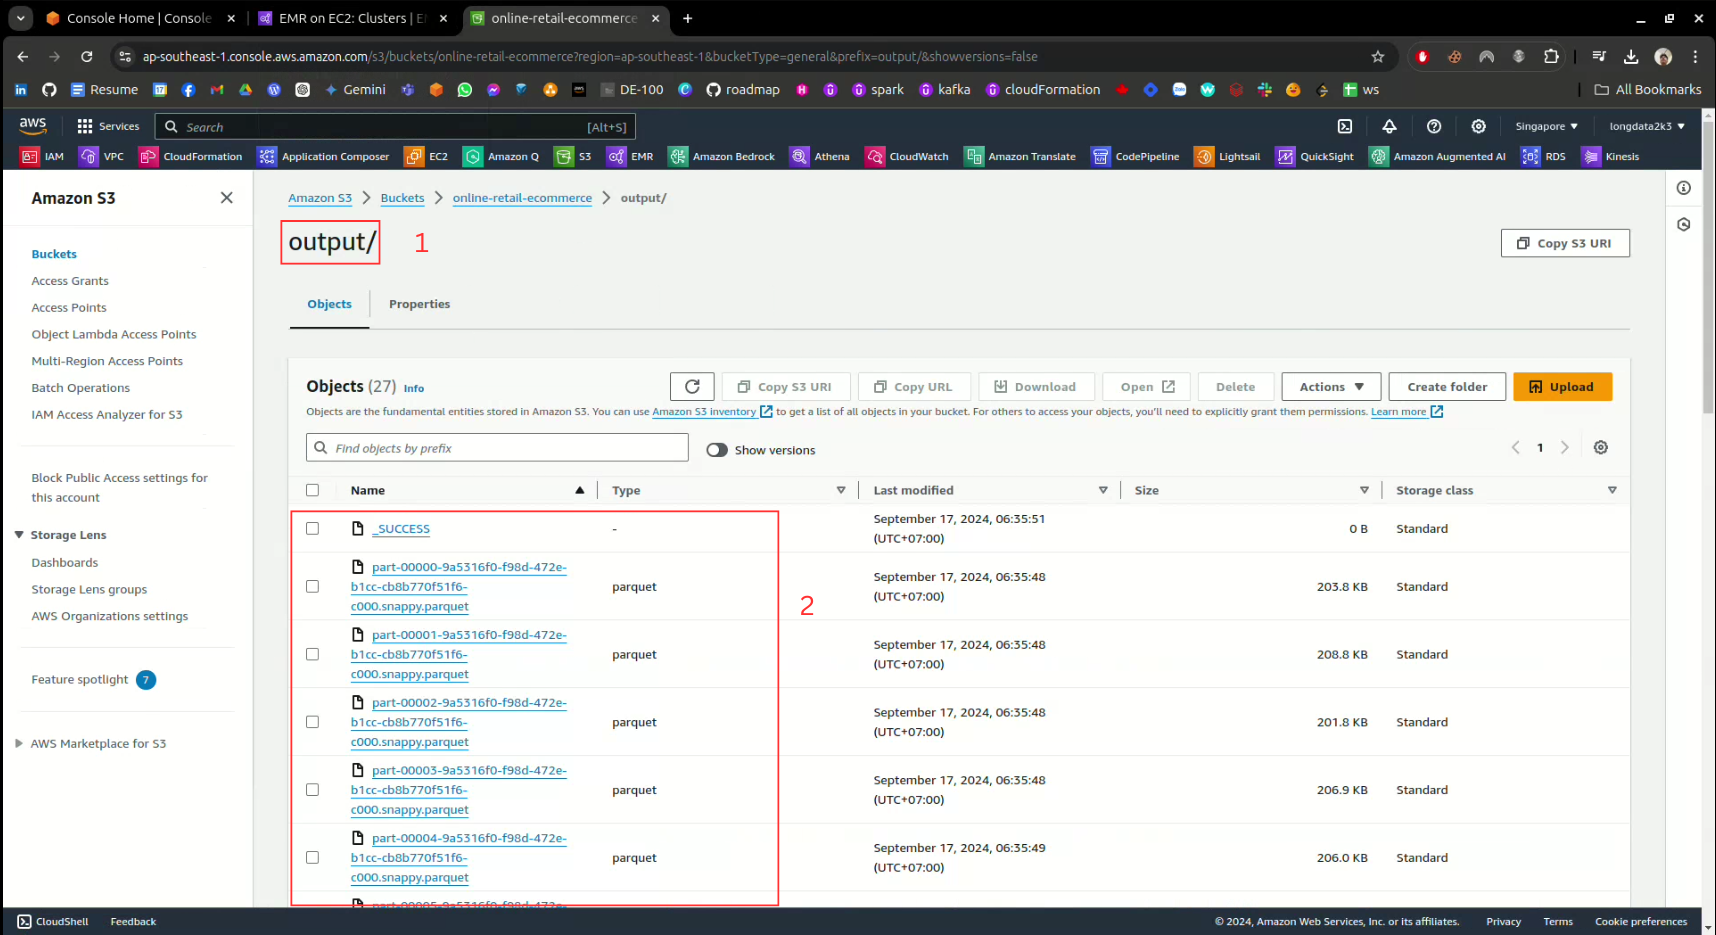 Console Home | Console
EMR on EC2: Clusters | EM
online-retail-ecommerce
ap-southeast-1.console.aws.amazon.com/s3/buckets/online-retail-ecommerce?region=ap-southeast-1&bucketType=general&prefix=output/&showversions=false
Resume
Gemini
DE-100
roadmap
spark
kafka
cloudFormation
ws
All Bookmarks
aws
Services
Search
[Alt+S]
Singapore
longdata2k3
IAM
VPC
CloudFormation
Application Composer
EC2
Amazon Q
S3
EMR
Amazon Bedrock
Athena
CloudWatch
Amazon Translate
CodePipeline
Lightsail
QuickSight
Amazon Augmented AI
RDS
Kinesis
Amazon S3
Buckets
Access Grants
Access Points
Object Lambda Access Points
Multi-Region Access Points
Batch Operations
IAM Access Analyzer for S3
Block Public Access settings for
this account
Storage Lens
Dashboards
Storage Lens groups
AWS Organizations settings
Feature spotlight 7
AWS Marketplace for S3
Amazon S3 > Buckets > online-retail-ecommerce > output/
output/ 1
Copy S3 URI
Objects
Properties
Objects (27) Info
Copy S3 URI
Copy URL
Download
Open
Delete
Actions
Create folder
Upload
Objects are the fundamental entities stored in Amazon S3. You can use Amazon S3 inventory to get a list of all objects in your bucket. For others to access your objects, you'll need to explicitly grant them permissions. Learn more
Find objects by prefix
Show versions
1
Name
Type
Last modified
Size
Storage class
_SUCCESS
-
September 17, 2024, 06:35:51
(UTC+07:00)
0 B
Standard
part-00000-9a5316f0-f98d-472e-
b1cc-cb8b770f51f6-
c000.snappy.parquet
parquet
September 17, 2024, 06:35:48
(UTC+07:00)
203.8 KB
Standard
2
part-00001-9a5316f0-f98d-472e-
b1cc-cb8b770f51f6-
c000.snappy.parquet
parquet
September 17, 2024, 06:35:48
(UTC+07:00)
208.8 KB
Standard
part-00002-9a5316f0-f98d-472e-
b1cc-cb8b770f51f6-
c000.snappy.parquet
parquet
September 17, 2024, 06:35:48
(UTC+07:00)
201.8 KB
Standard
part-00003-9a5316f0-f98d-472e-
b1cc-cb8b770f51f6-
c000.snappy.parquet
parquet
September 17, 2024, 06:35:48
(UTC+07:00)
206.9 KB
Standard
part-00004-9a5316f0-f98d-472e-
b1cc-cb8b770f51f6-
c000.snappy.parquet
parquet
September 17, 2024, 06:35:49
(UTC+07:00)
206.0 KB
Standard
part-00005-9a5316f0-f98d-472e-
CloudShell
Feedback
© 2024, Amazon Web Services, Inc. or its affiliates.
Privacy
Terms
Cookie preferences